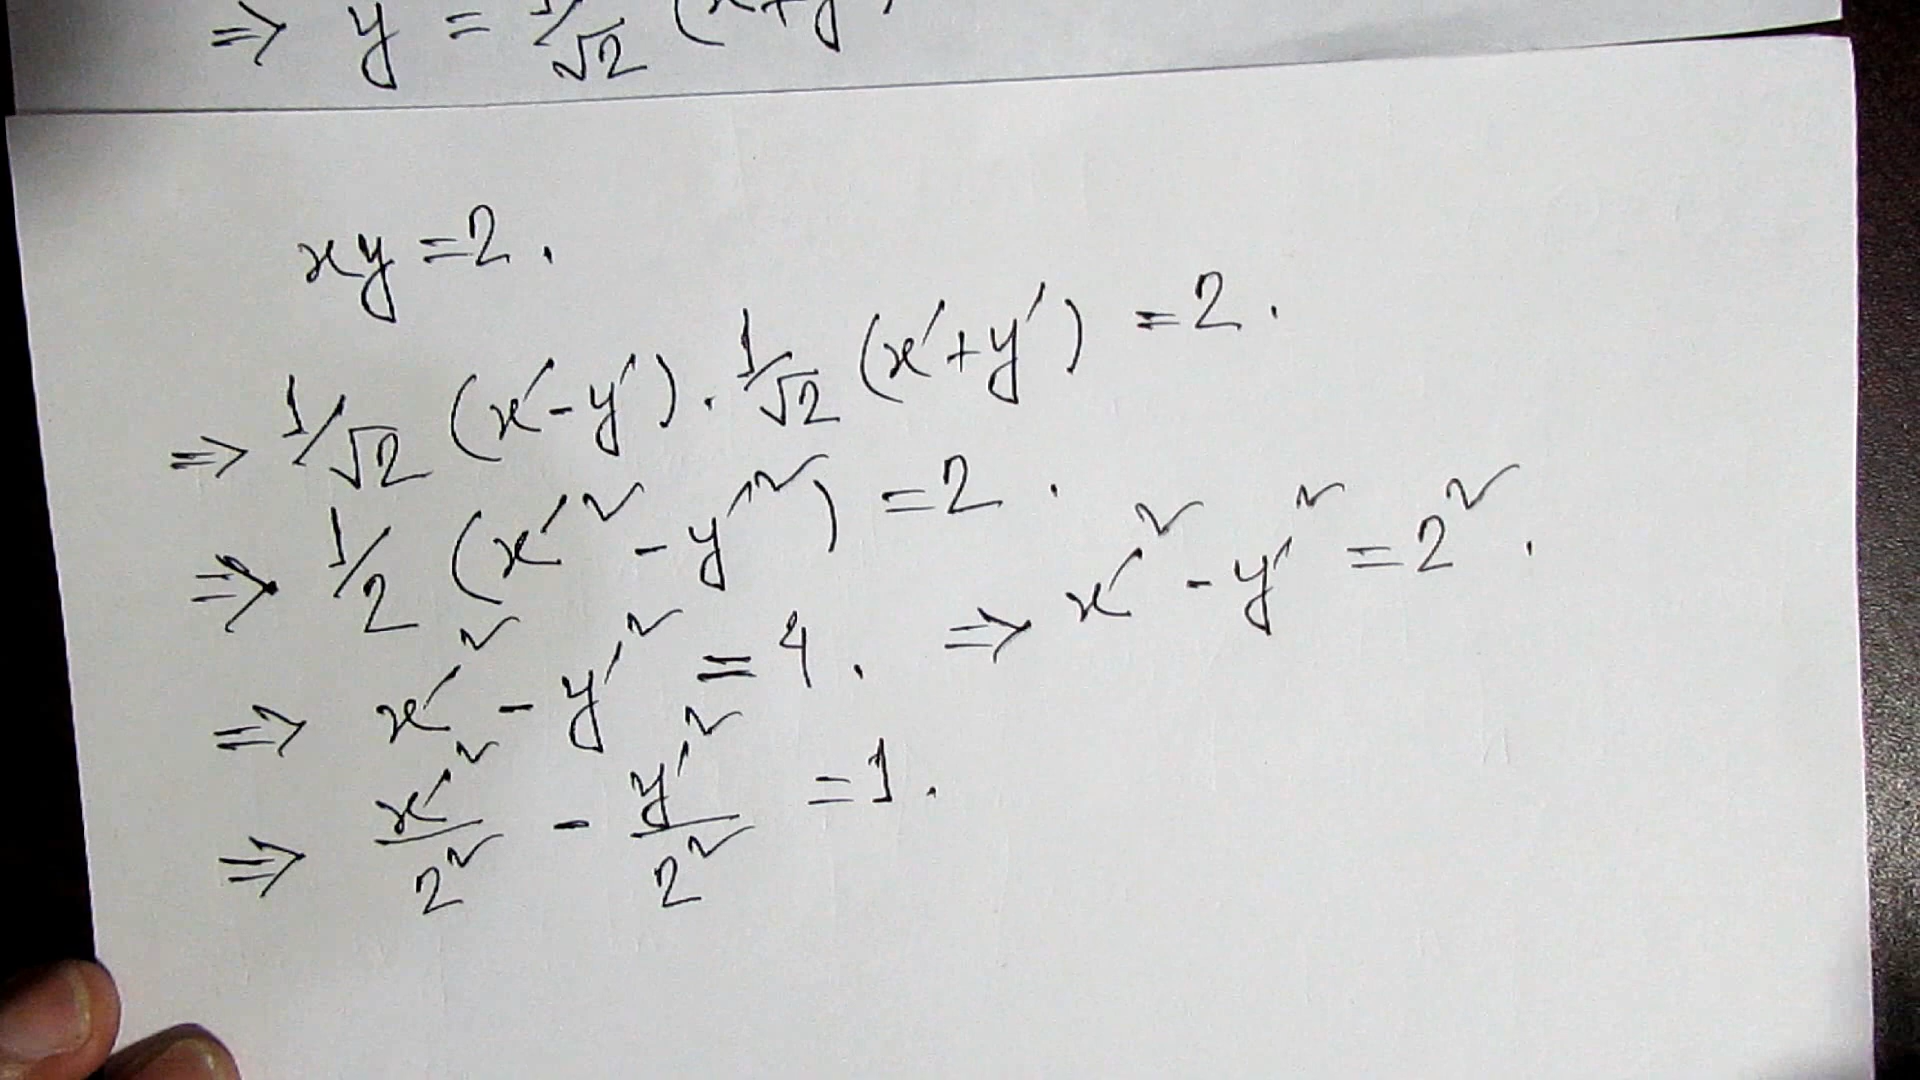 ⇒ y = 1/√2 (x+y
xy = 2.
⇒ 1/√2 (x′ - y′) . 1/√2 (x′ + y′) = 2.
⇒ 1/2 (x′² - y′²) = 2.
⇒ x′² - y′² = 4. ⇒ x′² - y′² = 2².
⇒ x′²/2² - y′²/2² = 1.